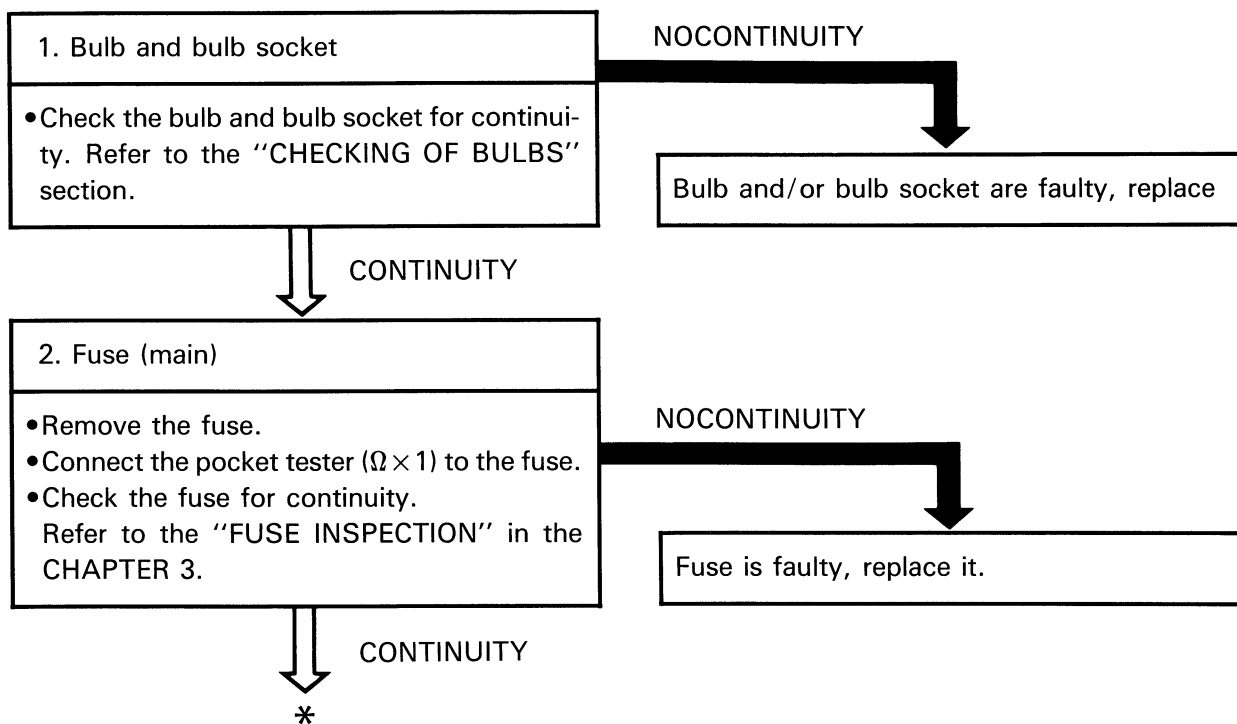 1. Bulb and bulb socket
NOCONTINUITY
•Check the bulb and bulb socket for continui-
ty. Refer to the ‘‘CHECKING OF BULBS’’
section.
Bulb and/or bulb socket are faulty, replace
CONTINUITY
2. Fuse (main)
NOCONTINUITY
•Remove the fuse.
•Connect the pocket tester (Ω × 1) to the fuse.
•Check the fuse for continuity.
Refer to the ‘‘FUSE INSPECTION’’ in the
CHAPTER 3.
Fuse is faulty, replace it.
CONTINUITY
*